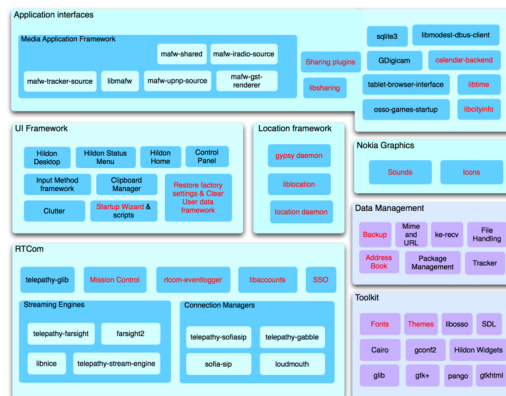 Application interfaces
Media Application Framework
mafw-shared
mafw-iradio-source
mafw-tracker-source
libmafw
mafw-upnp-source
mafw-gst-
renderer
Sharing plugins
libsharing
sqlite3
libmodest-dbus-client
GDigicam
calendar-backend
tablet-browser-interface
libtime
osso-games-startup
libcityinfo
UI Framework
Hildon
Desktop
Hildon Status
Menu
Hildon
Home
Control
Panel
Input Method
framework
Clipboard
Manager
Restore factory
settings & Clear
User data
framework
Clutter
Startup Wizard &
scripts
Location framework
gypsy daemon
liblocation
location daemon
Nokia Graphics
Sounds
Icons
Data Management
Backup
Mime
and
URL
ke-recv
File
Handling
Address
Book
Package
Management
Tracker
RTCom
telepathy-glib
Mission Control
rtcom-eventlogger
libaccounts
SSO
Streaming Engines
telepathy-farsight
farsight2
libnice
telepathy-stream-engine
Connection Managers
telepathy-sofiasip
telepathy-gabble
sofia-sip
loudmouth
Toolkit
Fonts
Themes
libosso
SDL
Cairo
gconf2
Hildon Widgets
glib
gtk+
pango
gtkhtml